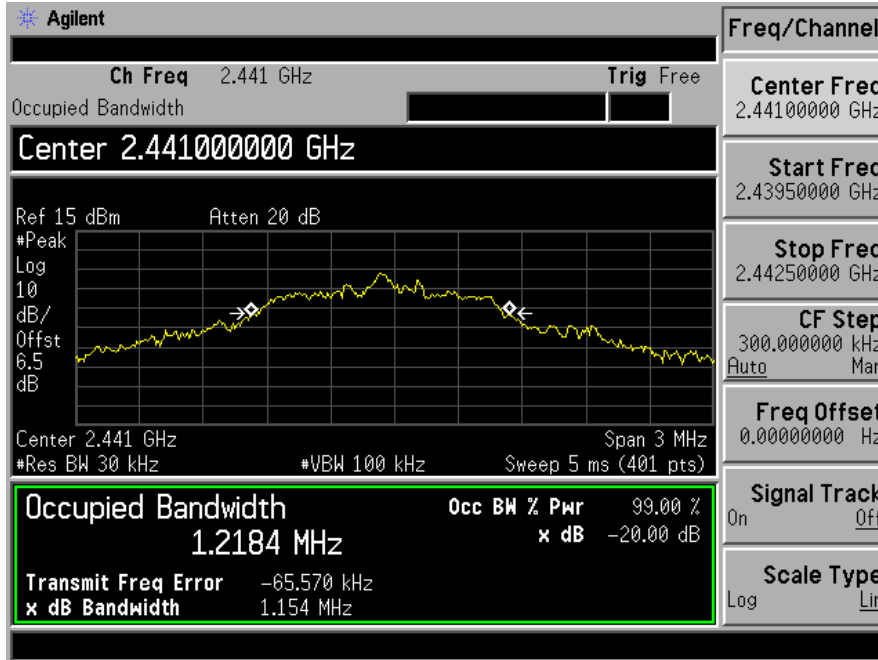 Agilent
Ch Freq 2.441 GHz Trig Free
Occupied Bandwidth
Center 2.441000000 GHz
Ref 15 dBm Atten 20 dB
#Peak
Log
10
dB/
Offst
6.5
dB
Center 2.441 GHz Span 3 MHz
#Res BW 30 kHz #VBW 100 kHz Sweep 5 ms (401 pts)
Occupied Bandwidth
1.2184 MHz
Occ BW % Pwr 99.00 %
x dB -20.00 dB
Transmit Freq Error -65.570 kHz
x dB Bandwidth 1.154 MHz
Freq/Channel
Center Freq
2.44100000 GHz
Start Freq
2.43950000 GHz
Stop Freq
2.44250000 GHz
CF Step
300.000000 kHz
Auto Man
Freq Offset
0.00000000 Hz
Signal Track
On Off
Scale Type
Log Lin